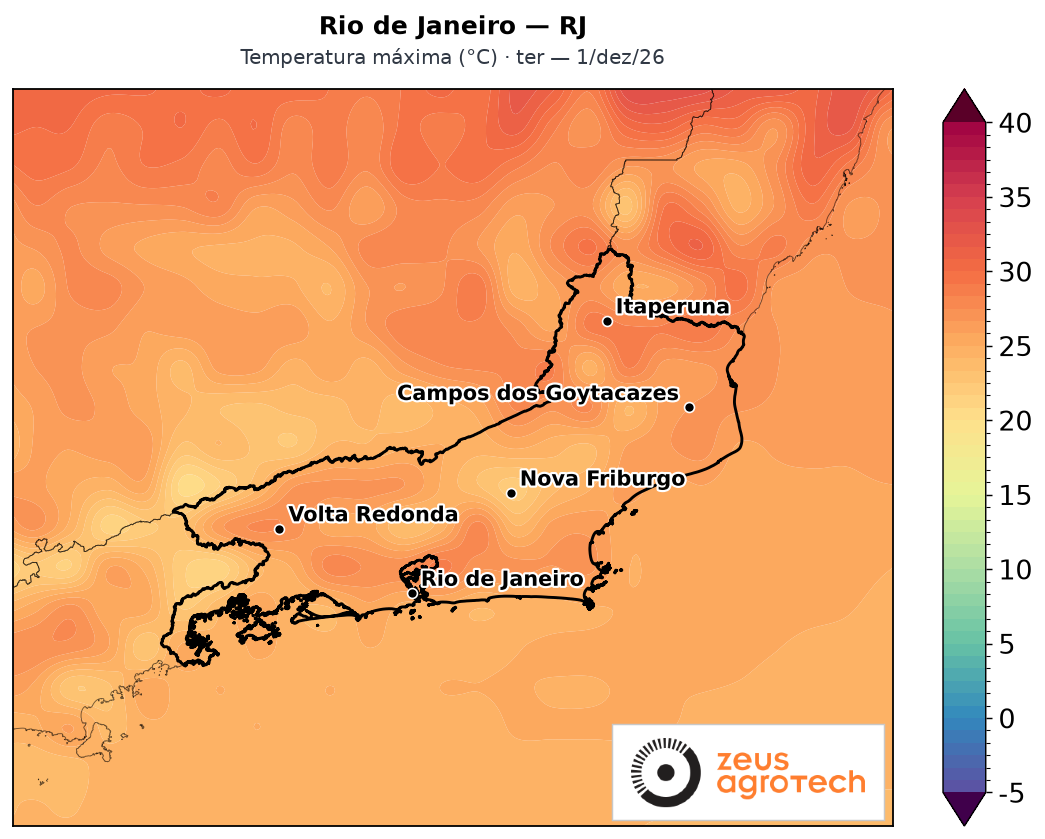 Rio de Janeiro — RJ
Temperatura máxima (°C) · ter — 1/dez/26
40
35
30
25
20
15
10
5
0
-5
Itaperuna
Campos dos Goytacazes
Nova Friburgo
Volta Redonda
Rio de Janeiro
zeus
agrotech